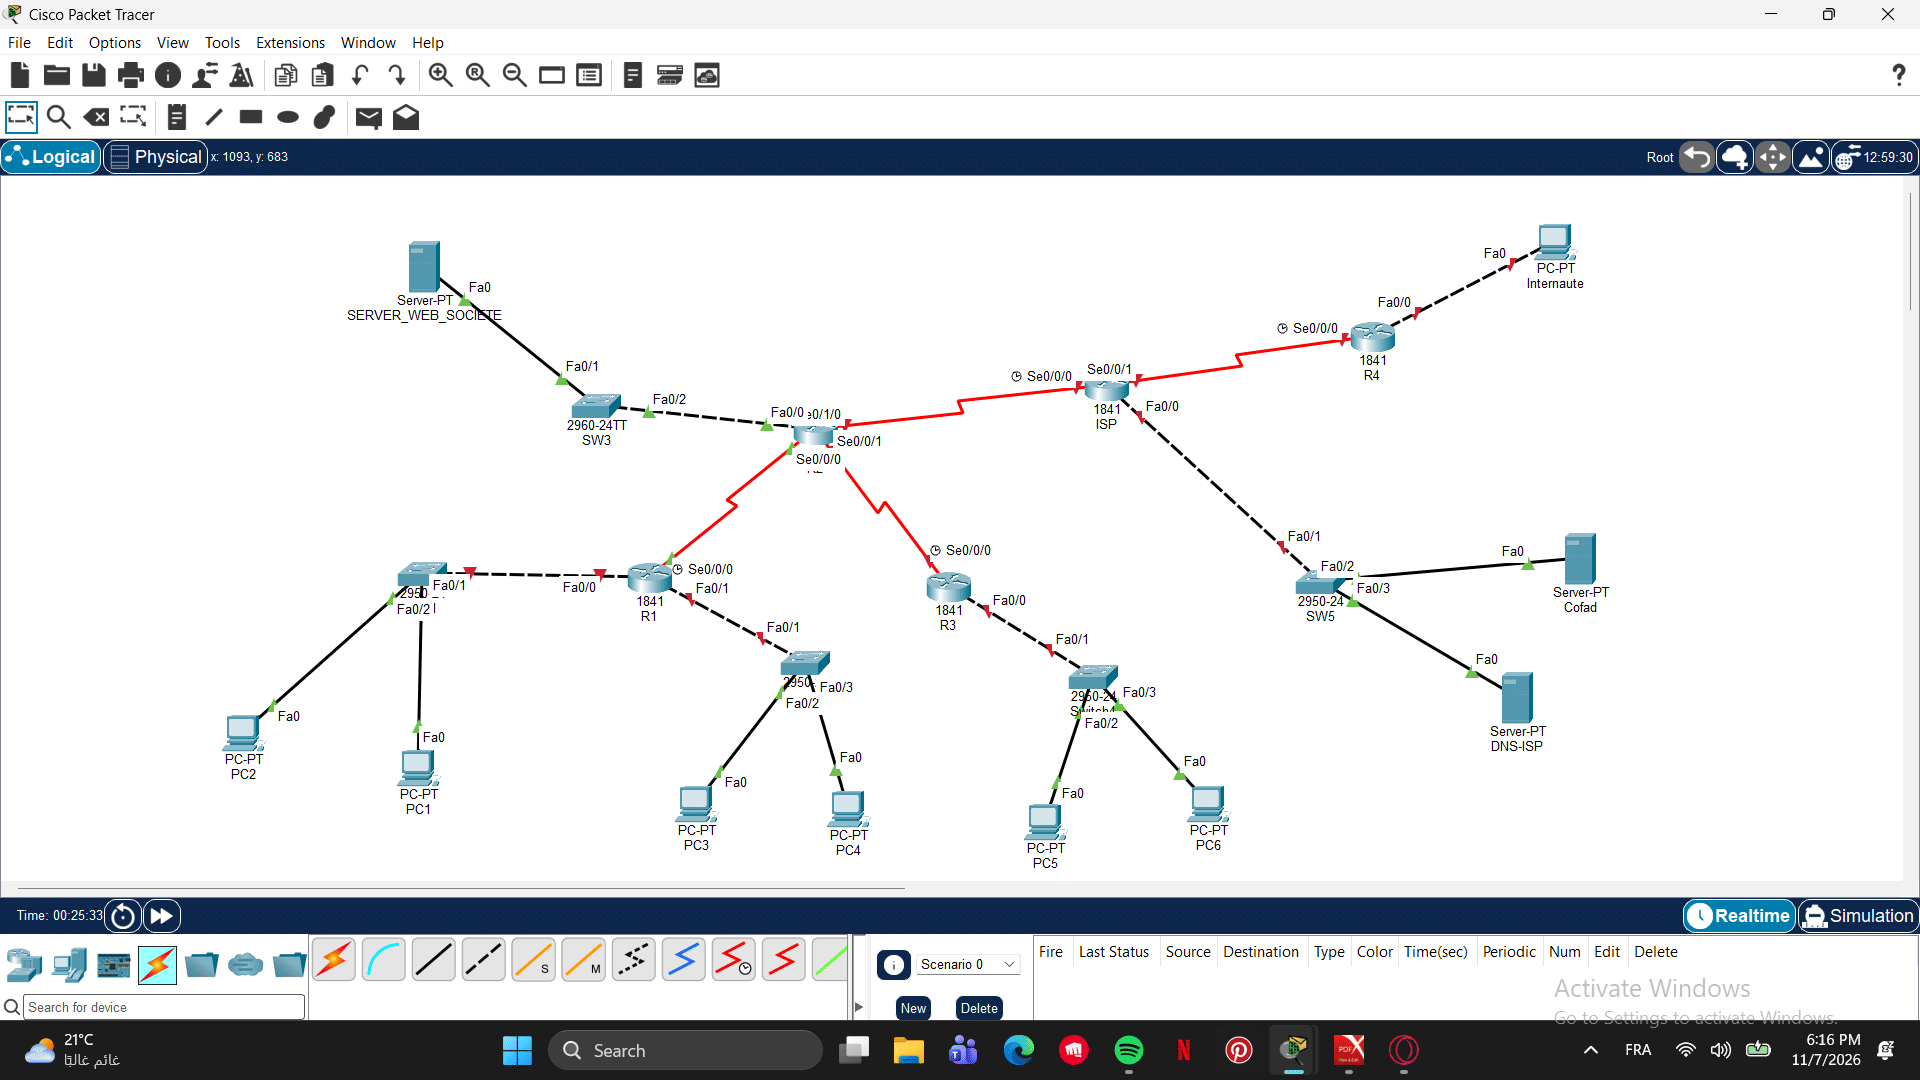 Cisco Packet Tracer
File Edit Options View Tools Extensions Window Help
Logical Physical x: 1093, y: 683 Root 12:59:30
Server-PT
SERVER_WEB_SOCIETE
Fa0
Fa0/1
2960-24TT
SW3
Fa0/2
Fa0/0
Se0/0/1
Se0/0/0
Se0/0/0
Se0/0/1
1841
ISP
Fa0/0
Se0/0/0
Fa0/0
1841
R4
Fa0
PC-PT
Internaute
Fa0/1
Fa0/2
Fa0
PC-PT
PC2
Fa0
PC-PT
PC1
Fa0/0
Se0/0/0
Fa0/1
1841
R1
Fa0/1
Fa0/3
Fa0/2
Fa0
PC-PT
PC3
Fa0
PC-PT
PC4
Se0/0/0
Fa0/0
1841
R3
Fa0/1
2950-24
Fa0/3
Fa0/2
Fa0
PC-PT
PC5
Fa0
PC-PT
PC6
Fa0/1
Fa0/2
Fa0/3
2950-24
SW5
Fa0
Server-PT
Cofad
Fa0
Server-PT
DNS-ISP
Time: 00:25:33 Realtime Simulation
Search for device
S
M
Scenario 0
New Delete
Fire Last Status Source Destination Type Color Time(sec) Periodic Num Edit Delete
Activate Windows
Go to Settings to activate Windows.
21°C
غائم غالبًا
Search
FRA
6:16 PM
11/7/2026